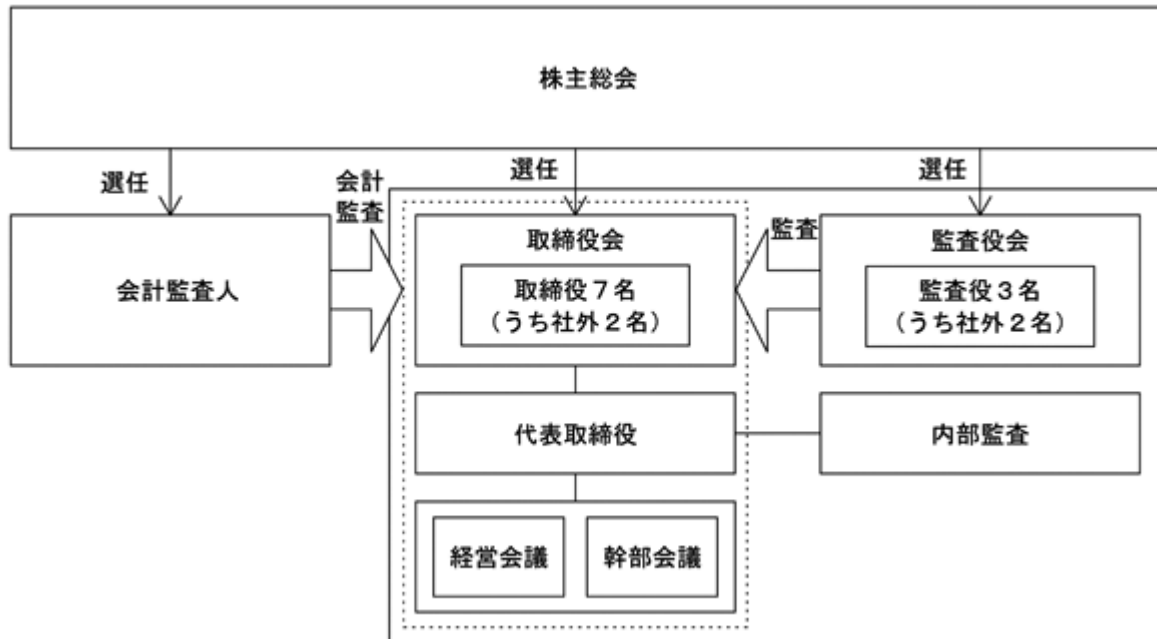 株主総会
選任
選任
選任
会計
監査
会計監査人
取締役会
取締役7名
(うち社外2名)
監査
監査役会
監査役3名
(うち社外2名)
代表取締役
内部監査
経営会議
幹部会議